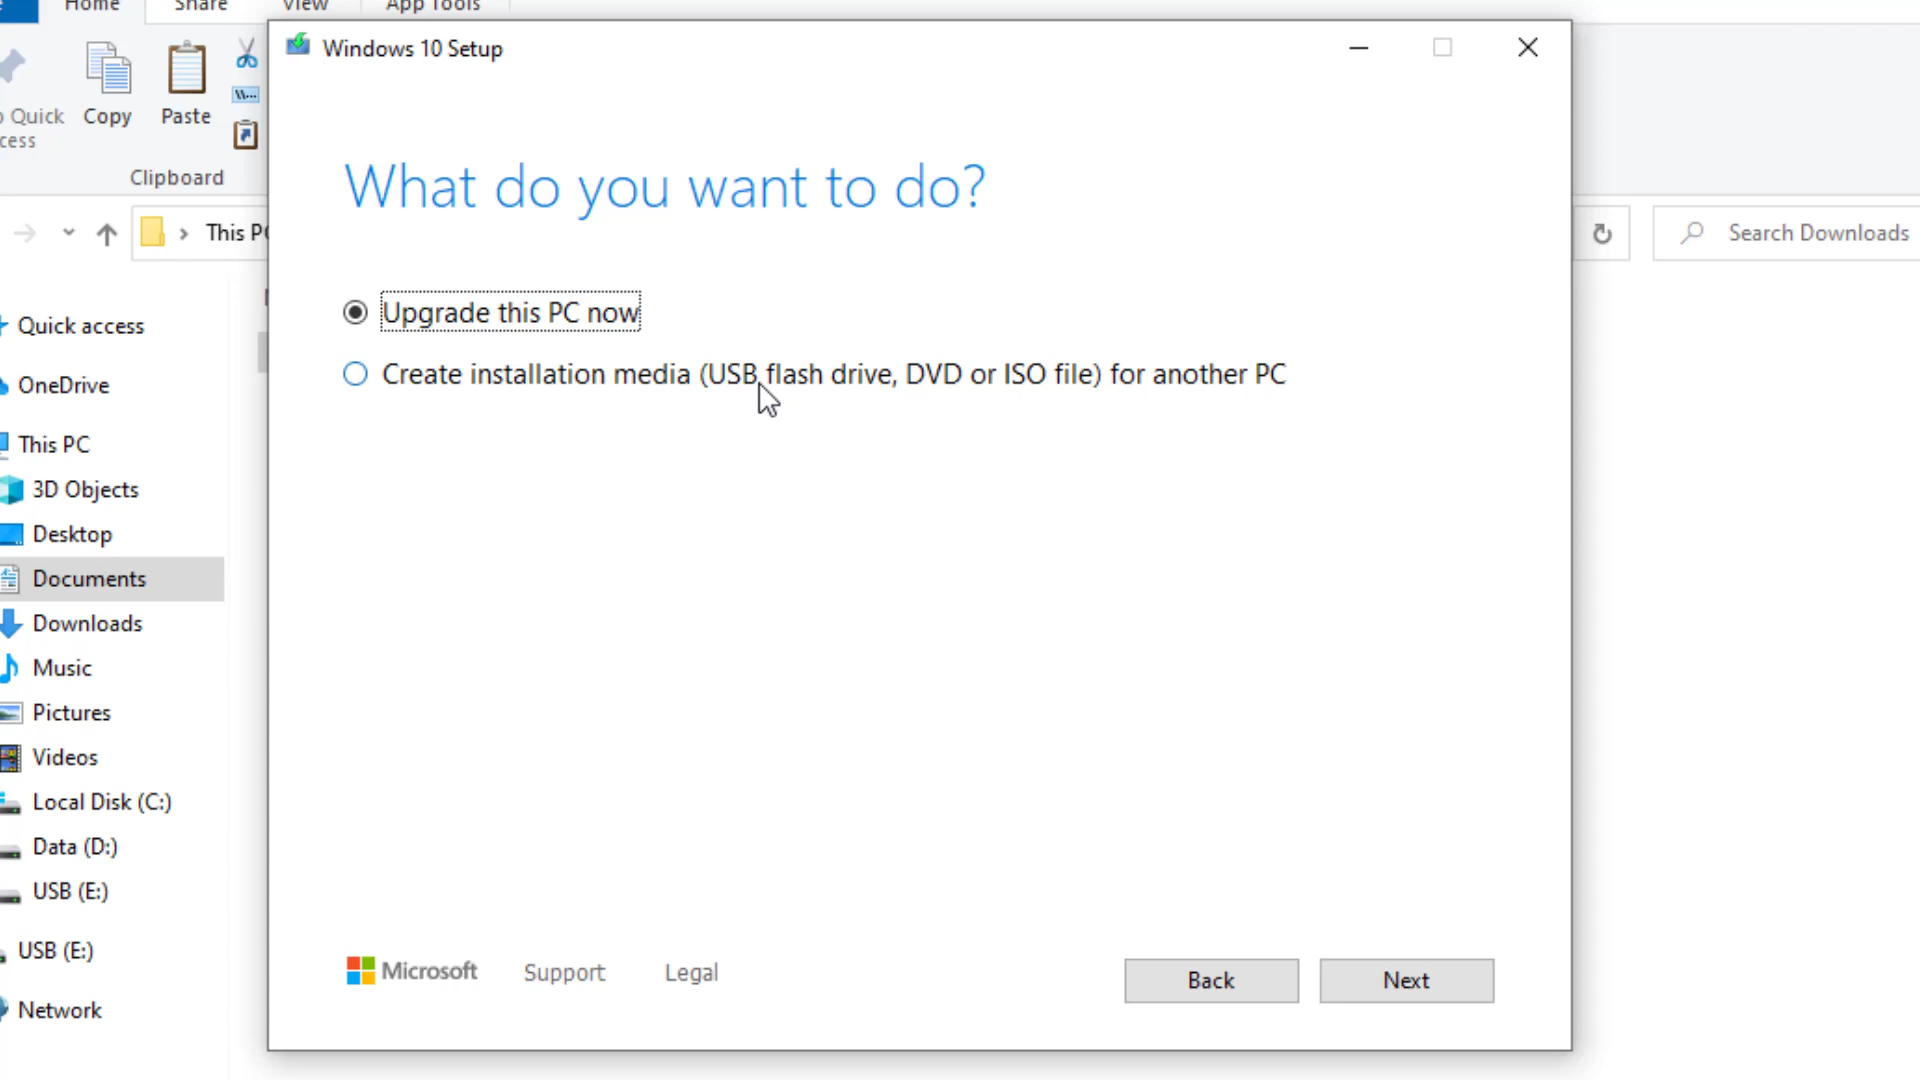 Home Share View App Tools
Windows 10 Setup
Quick
Copy Paste
Clipboard
This PC
Search Downloads
What do you want to do?
Upgrade this PC now
Create installation media (USB flash drive, DVD or ISO file) for another PC
Quick access
OneDrive
This PC
3D Objects
Desktop
Documents
Downloads
Music
Pictures
Videos
Local Disk (C:)
Data (D:)
USB (E:)
USB (E:)
Network
Microsoft Support Legal
Back Next